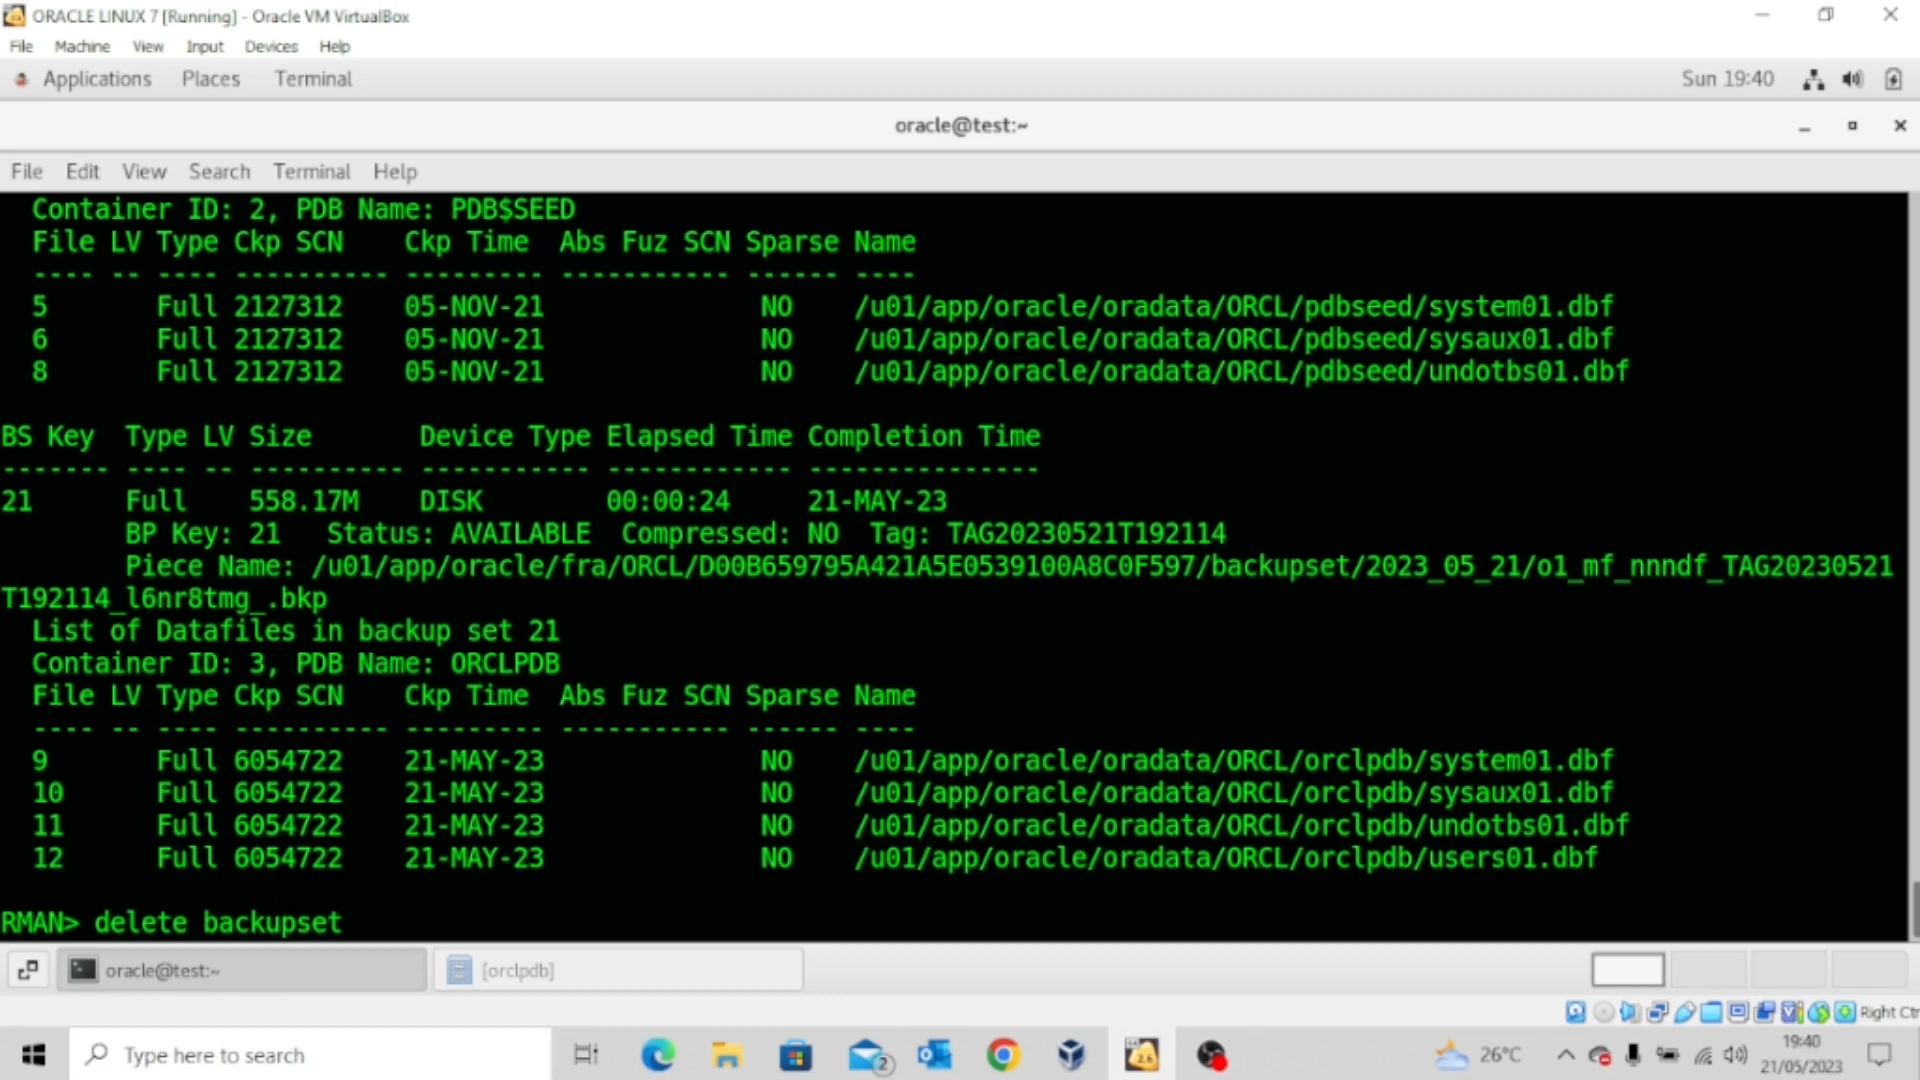 ORACLE LINUX 7 [Running] - Oracle VM VirtualBox
File Machine View Input Devices Help
Applications Places Terminal Sun 19:40
oracle@test:~
File Edit View Search Terminal Help
Container ID: 2, PDB Name: PDB$SEED
File LV Type Ckp SCN    Ckp Time  Abs Fuz SCN Sparse Name
---- -- ---- ---------- --------- ----------- ------ ----
5       Full 2127312    05-NOV-21              NO    /u01/app/oracle/oradata/ORCL/pdbseed/system01.dbf
6       Full 2127312    05-NOV-21              NO    /u01/app/oracle/oradata/ORCL/pdbseed/sysaux01.dbf
8       Full 2127312    05-NOV-21              NO    /u01/app/oracle/oradata/ORCL/pdbseed/undotbs01.dbf
BS Key  Type LV Size       Device Type Elapsed Time Completion Time
------- ---- -- ---------- ----------- ------------ ---------------
21      Full    558.17M    DISK        00:00:24     21-MAY-23
BP Key: 21   Status: AVAILABLE  Compressed: NO  Tag: TAG20230521T192114
Piece Name: /u01/app/oracle/fra/ORCL/D00B659795A421A5E0539100A8C0F597/backupset/2023_05_21/o1_mf_nnndf_TAG20230521
T192114_l6nr8tmg_.bkp
List of Datafiles in backup set 21
Container ID: 3, PDB Name: ORCLPDB
File LV Type Ckp SCN    Ckp Time  Abs Fuz SCN Sparse Name
---- -- ---- ---------- --------- ----------- ------ ----
9       Full 6054722    21-MAY-23              NO    /u01/app/oracle/oradata/ORCL/orclpdb/system01.dbf
10      Full 6054722    21-MAY-23              NO    /u01/app/oracle/oradata/ORCL/orclpdb/sysaux01.dbf
11      Full 6054722    21-MAY-23              NO    /u01/app/oracle/oradata/ORCL/orclpdb/undotbs01.dbf
12      Full 6054722    21-MAY-23              NO    /u01/app/oracle/oradata/ORCL/orclpdb/users01.dbf
RMAN> delete backupset
oracle@test:~ [orclpdb]
Right Ctr
Type here to search 2 2.6 26°C 19:40
21/05/2023